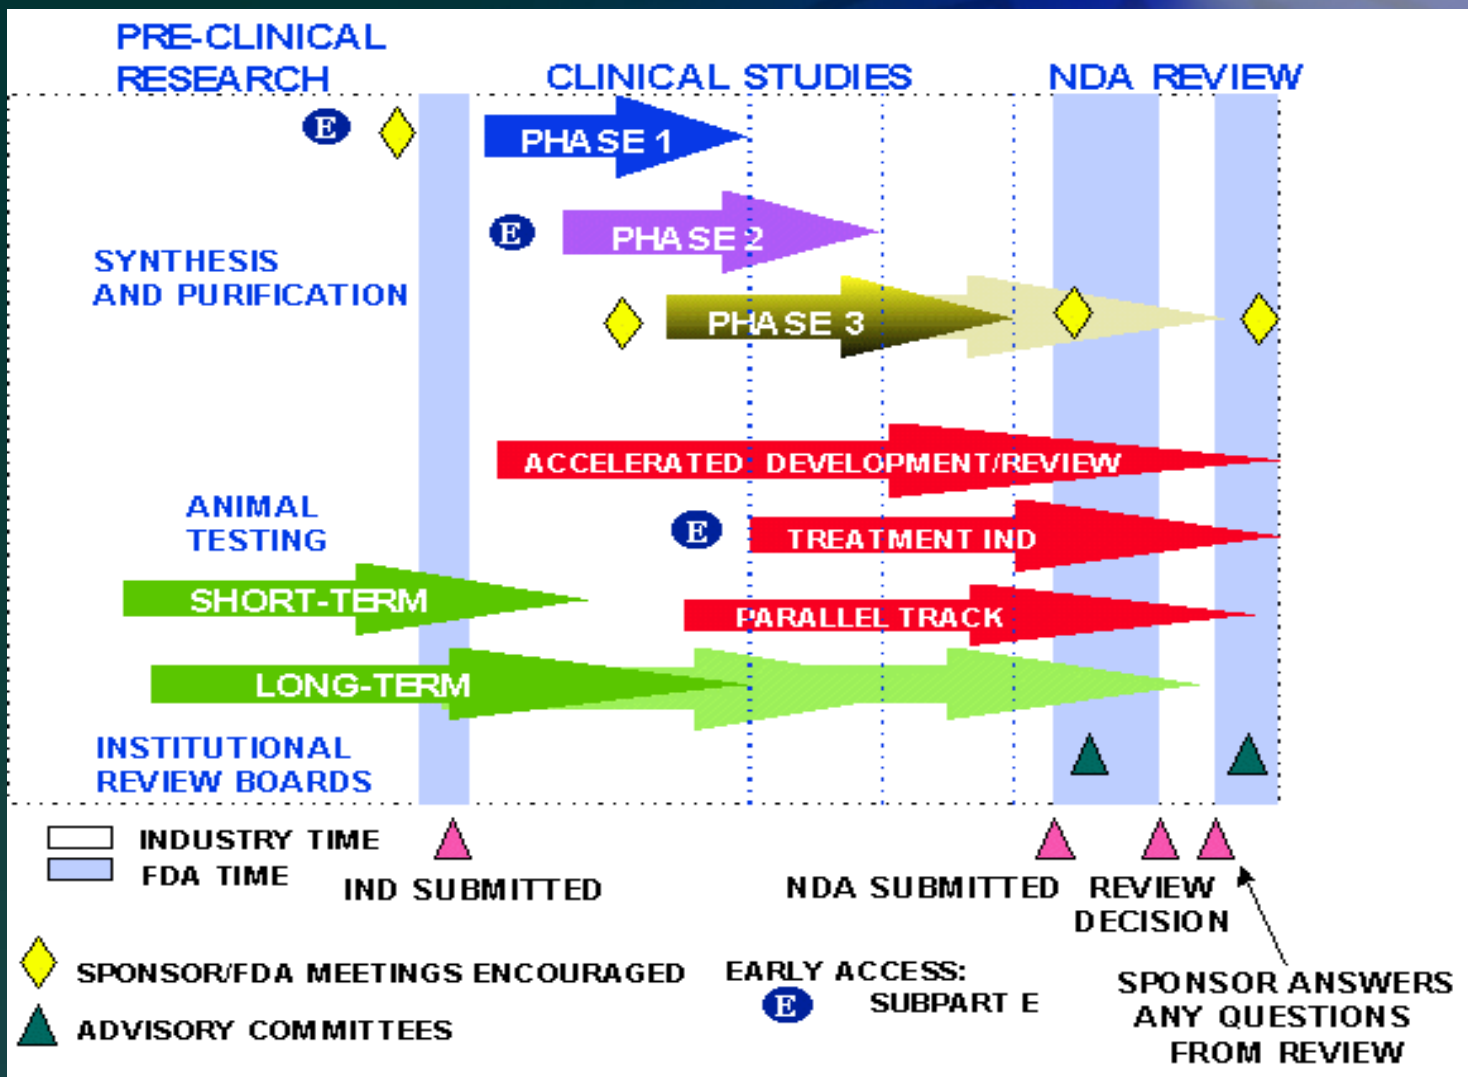 PRE-CLINICAL
RESEARCH
CLINICAL STUDIES
NDA REVIEW
E
PHASE 1
E
PHASE 2
SYNTHESIS
AND PURIFICATION
PHASE 3
ACCELERATED DEVELOPMENT/REVIEW
ANIMAL
TESTING
E
TREATMENT IND
SHORT-TERM
PARALLEL TRACK
LONG-TERM
INSTITUTIONAL
REVIEW BOARDS
INDUSTRY TIME
FDA TIME
IND SUBMITTED
NDA SUBMITTED
REVIEW
DECISION
SPONSOR/FDA MEETINGS ENCOURAGED
ADVISORY COMMITTEES
EARLY ACCESS:
E SUBPART E
SPONSOR ANSWERS
ANY QUESTIONS
FROM REVIEW